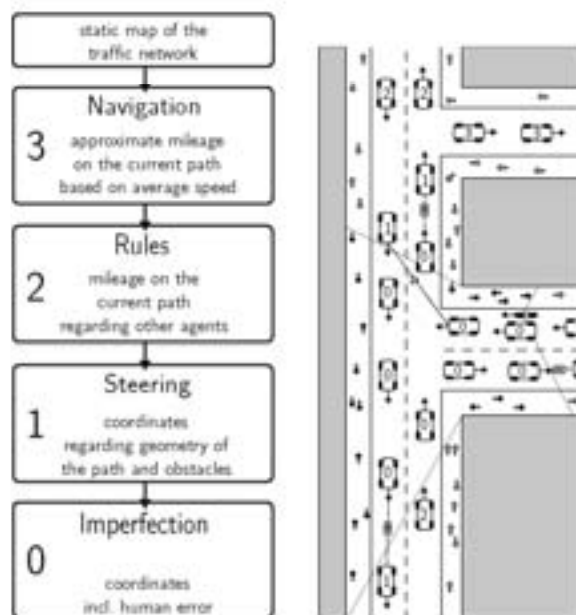 static map of the
traffic network
Navigation
3
approximate mileage
on the current path
based on average speed
Rules
2
mileage on the
current path
regarding other agents
Steering
1
coordinates
regarding geometry of
the path and obstacles
Imperfection
0
coordinates
incl. human error